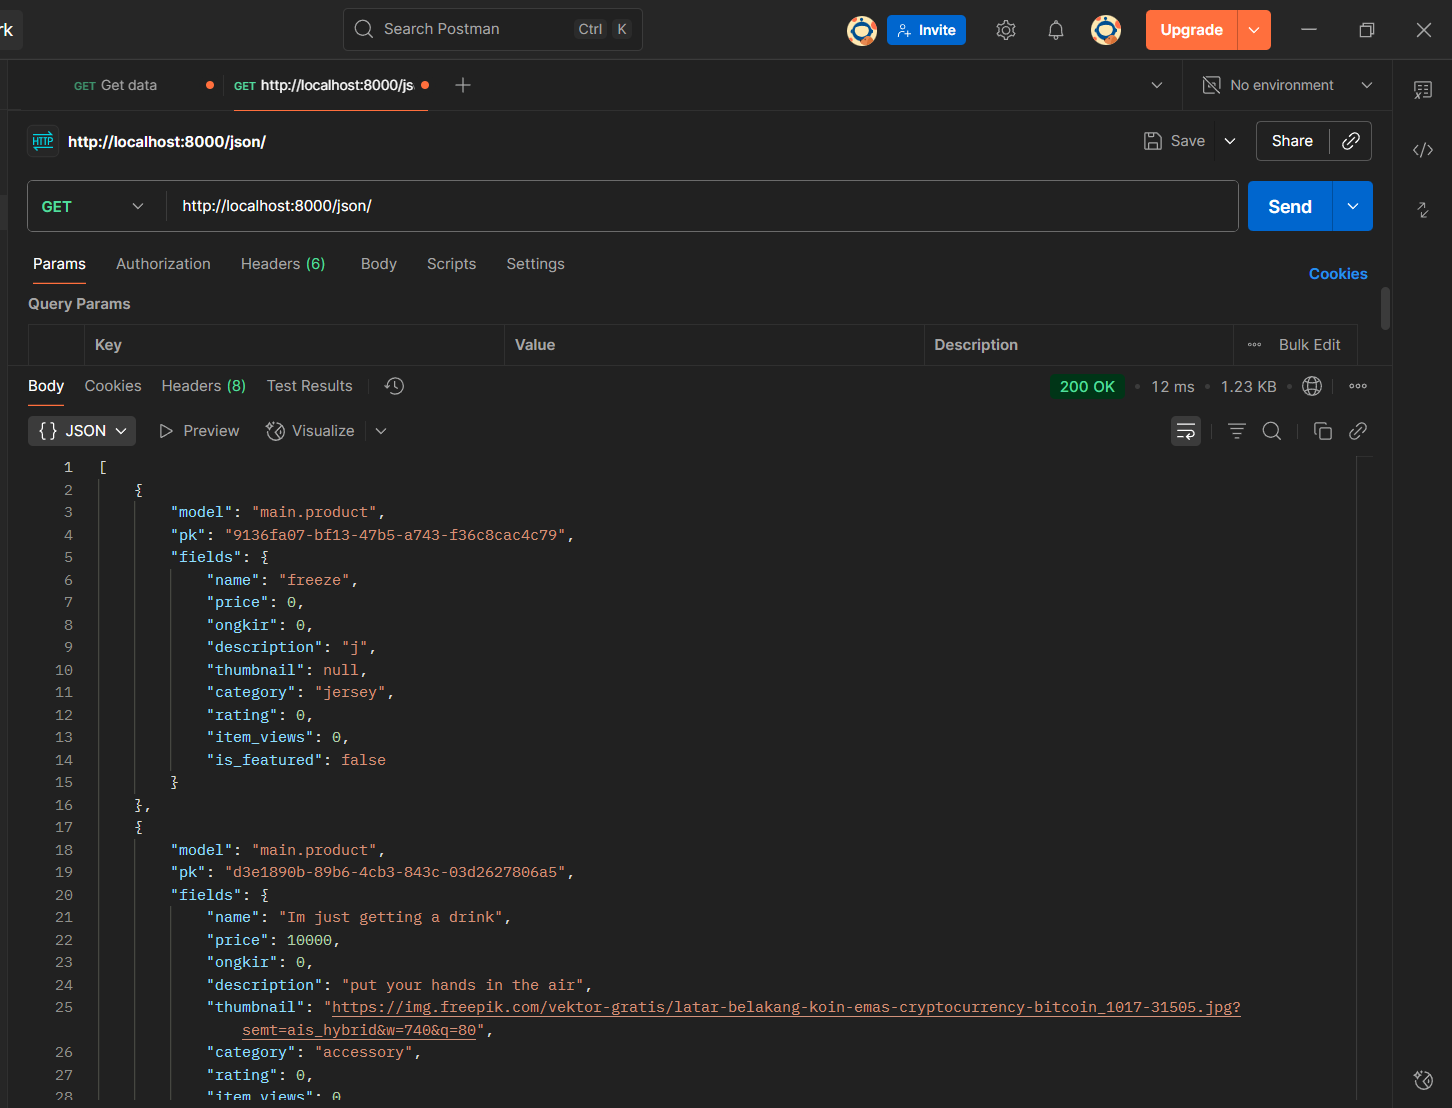 rk
Search Postman Ctrl K
Invite
Upgrade
GET Get data
GET http://localhost:8000/js
No environment
HTTP http://localhost:8000/json/
Save
Share
GET http://localhost:8000/json/
Send
Params Authorization Headers (6) Body Scripts Settings
Cookies
Query Params
Key Value Description Bulk Edit
Body Cookies Headers (8) Test Results
200 OK • 12 ms • 1.23 KB •
{} JSON Preview Visualize
1 [
2 {
3 "model": "main.product",
4 "pk": "9136fa07-bf13-47b5-a743-f36c8cac4c79",
5 "fields": {
6 "name": "freeze",
7 "price": 0,
8 "ongkir": 0,
9 "description": "j",
10 "thumbnail": null,
11 "category": "jersey",
12 "rating": 0,
13 "item_views": 0,
14 "is_featured": false
15 }
16 },
17 {
18 "model": "main.product",
19 "pk": "d3e1890b-89b6-4cb3-843c-03d2627806a5",
20 "fields": {
21 "name": "Im just getting a drink",
22 "price": 10000,
23 "ongkir": 0,
24 "description": "put your hands in the air",
25 "thumbnail": "https://img.freepik.com/vektor-gratis/latar-belakang-koin-emas-cryptocurrency-bitcoin_1017-31505.jpg?
semt=ais_hybrid&w=740&q=80",
26 "category": "accessory",
27 "rating": 0,
28 "item_views": 0